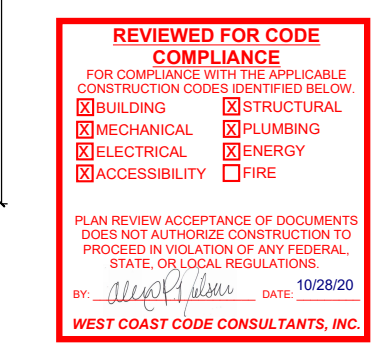 REVIEWED FOR CODE
COMPLIANCE
FOR COMPLIANCE WITH THE APPLICABLE
CONSTRUCTION CODES IDENTIFIED BELOW.
X BUILDING X STRUCTURAL
X MECHANICAL X PLUMBING
X ELECTRICAL X ENERGY
X ACCESSIBILITY FIRE
PLAN REVIEW ACCEPTANCE OF DOCUMENTS
DOES NOT AUTHORIZE CONSTRUCTION TO
PROCEED IN VIOLATION OF ANY FEDERAL,
STATE, OR LOCAL REGULATIONS.
BY: DATE: 10/28/20
WEST COAST CODE CONSULTANTS, INC.